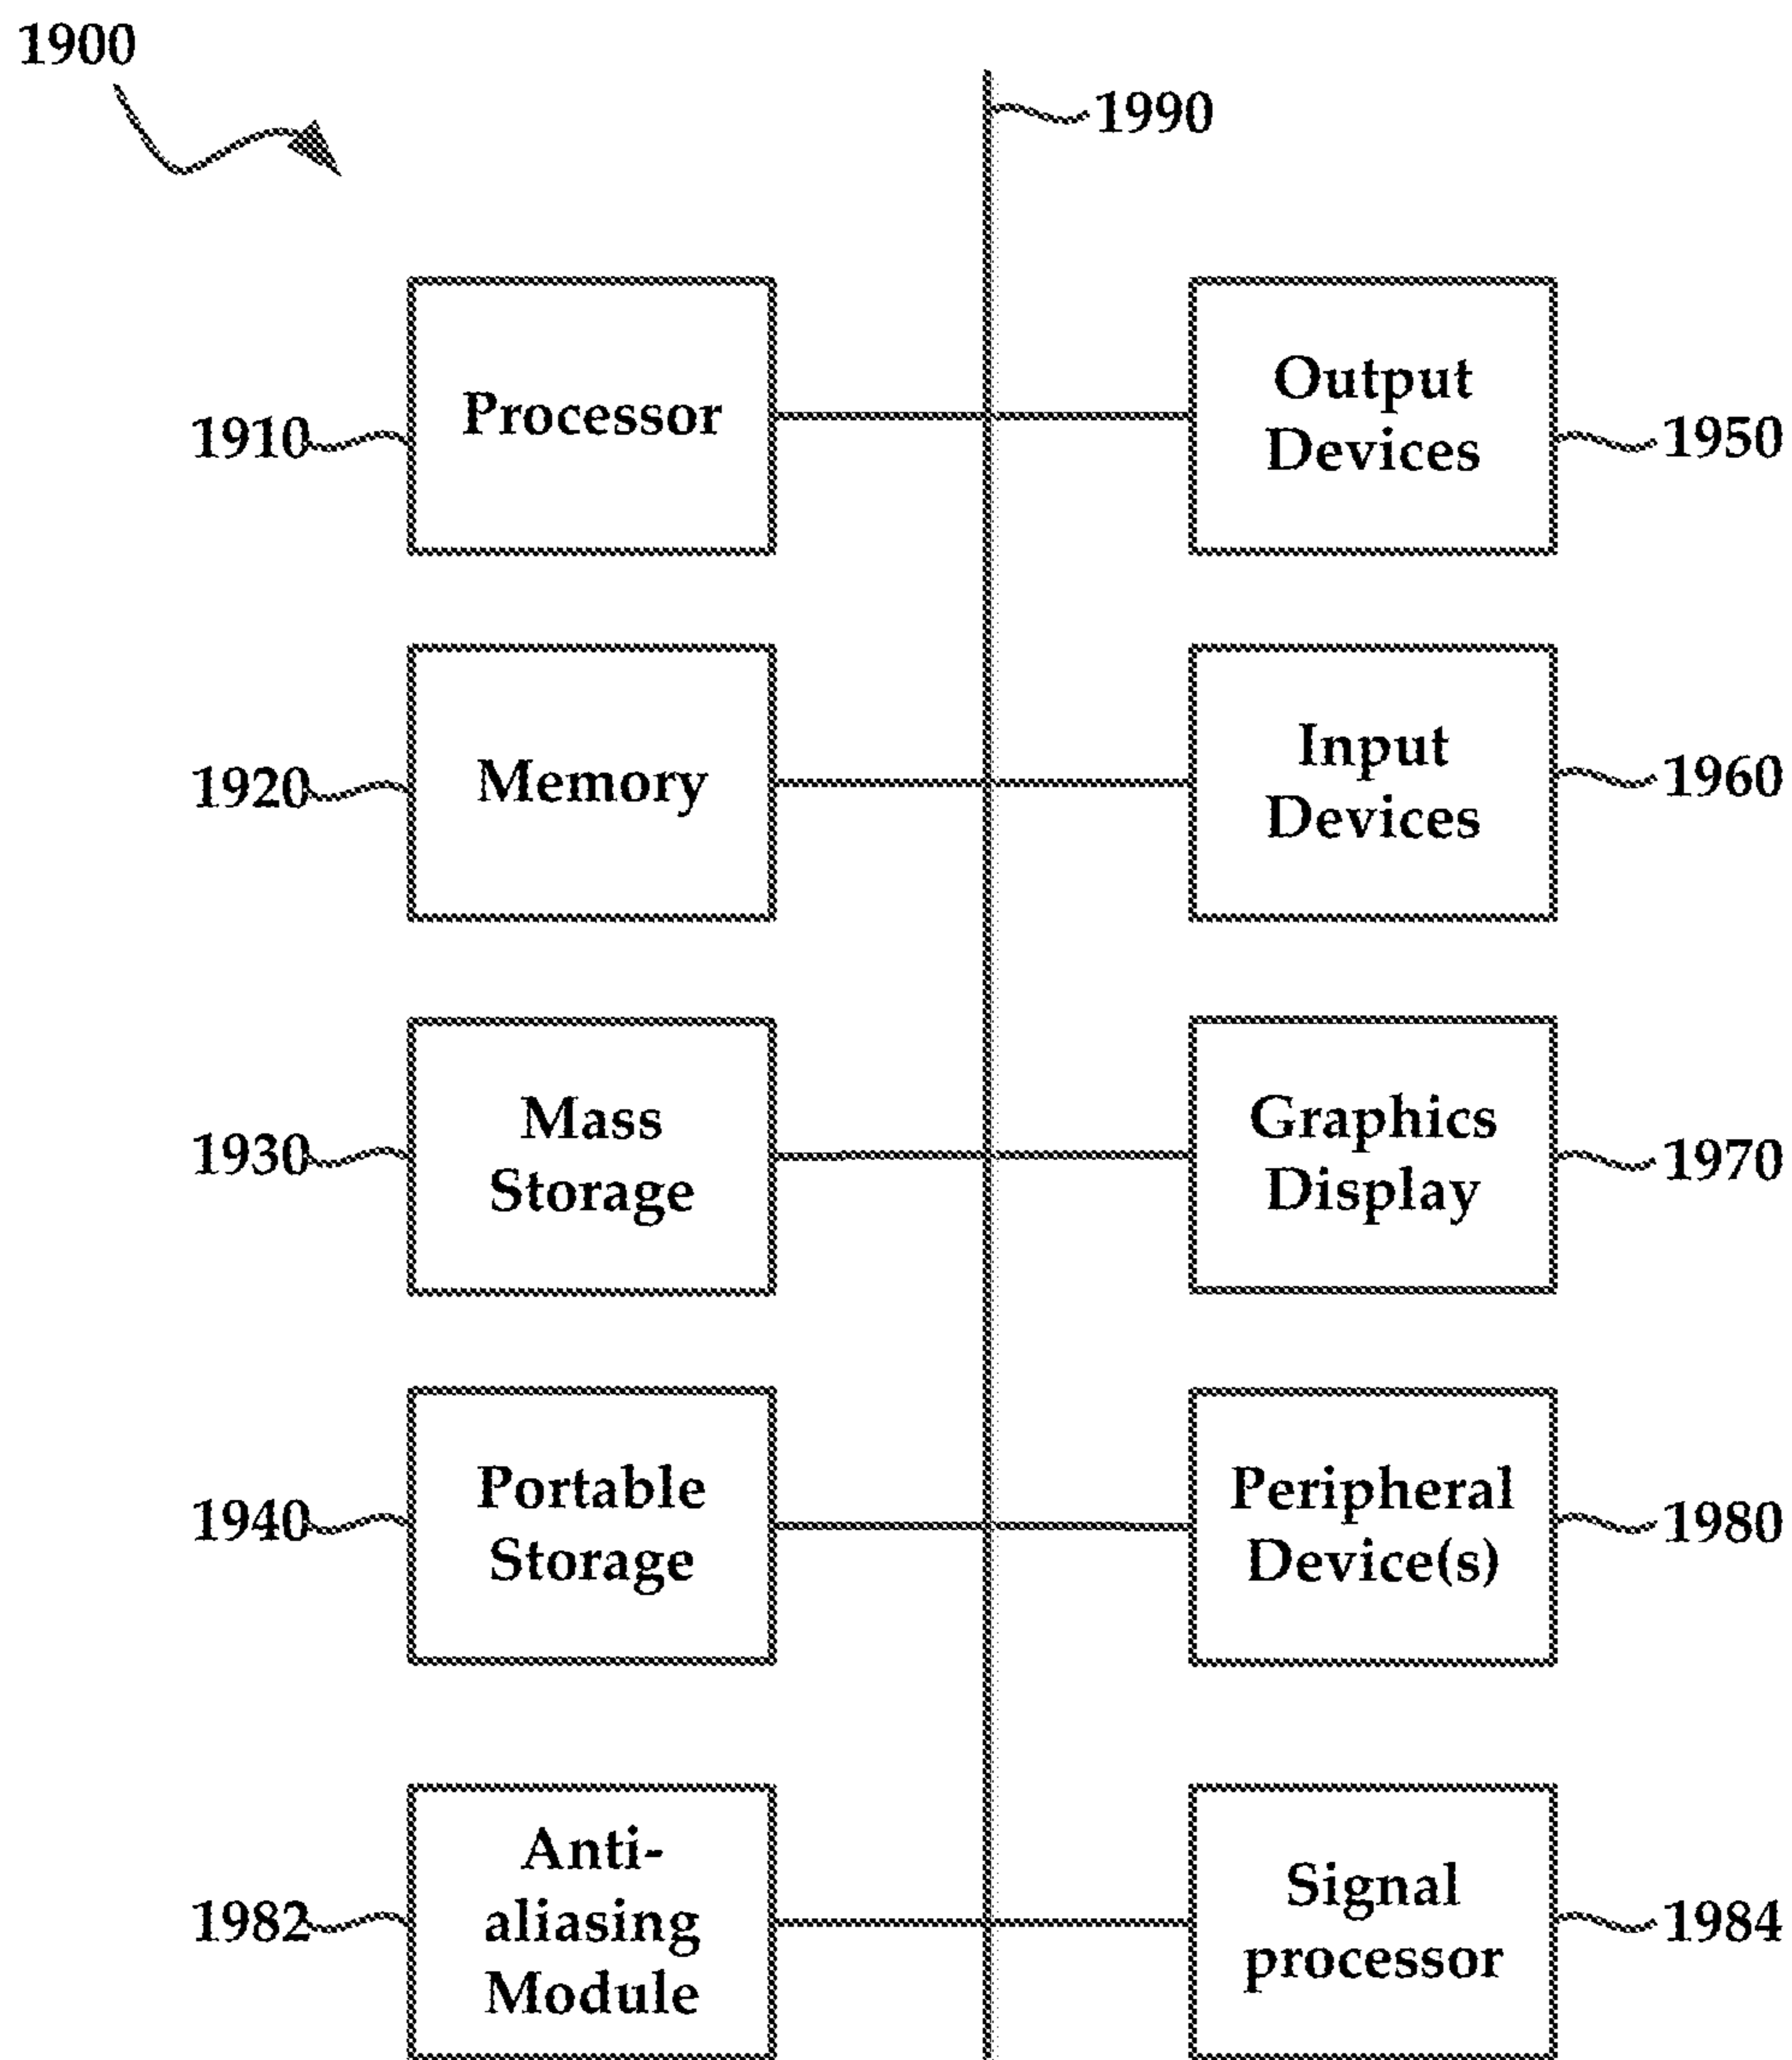 1900
1990
Processor
1910
Output
Devices
1950
Memory
1920
Input
Devices
1960
Mass
Storage
1930
Graphics
Display
1970
Portable
Storage
1940
Peripheral
Device(s)
1980
Anti-
aliasing
Module
1982
Signal
processor
1984